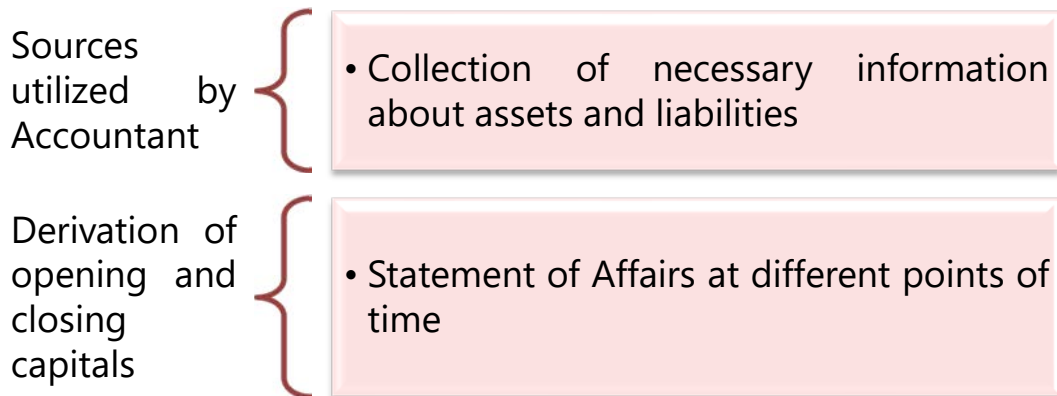 Sources
utilized by
Accountant
• Collection of necessary information
about assets and liabilities
Derivation of
opening and
closing
capitals
• Statement of Affairs at different points of
time